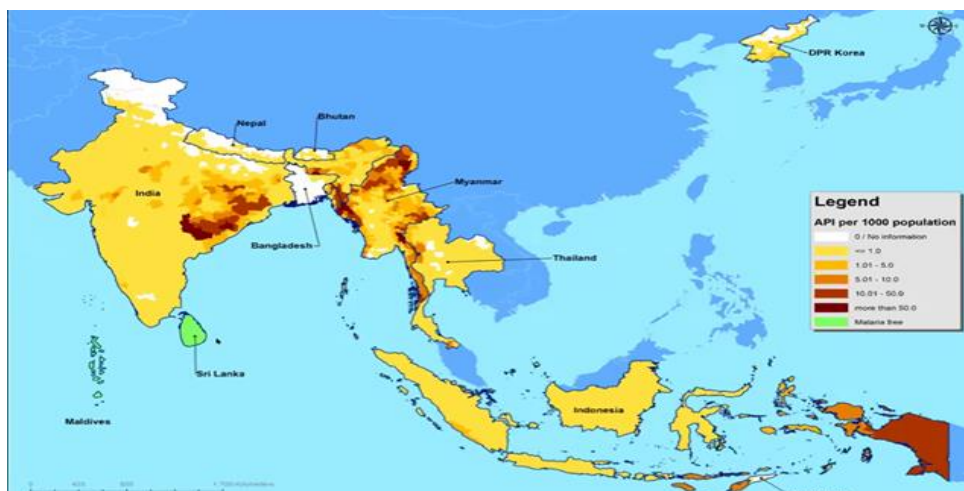 DPR Korea
Nepal
Bhutan
India
Myanmar
Bangladesh
Thailand
Sri Lanka
Maldives
Indonesia
Legend
API per 1000 population
0 / No information
<= 1.0
1.01 - 5.0
5.01 - 10.0
10.01 - 50.0
more than 50.0
Malaria free